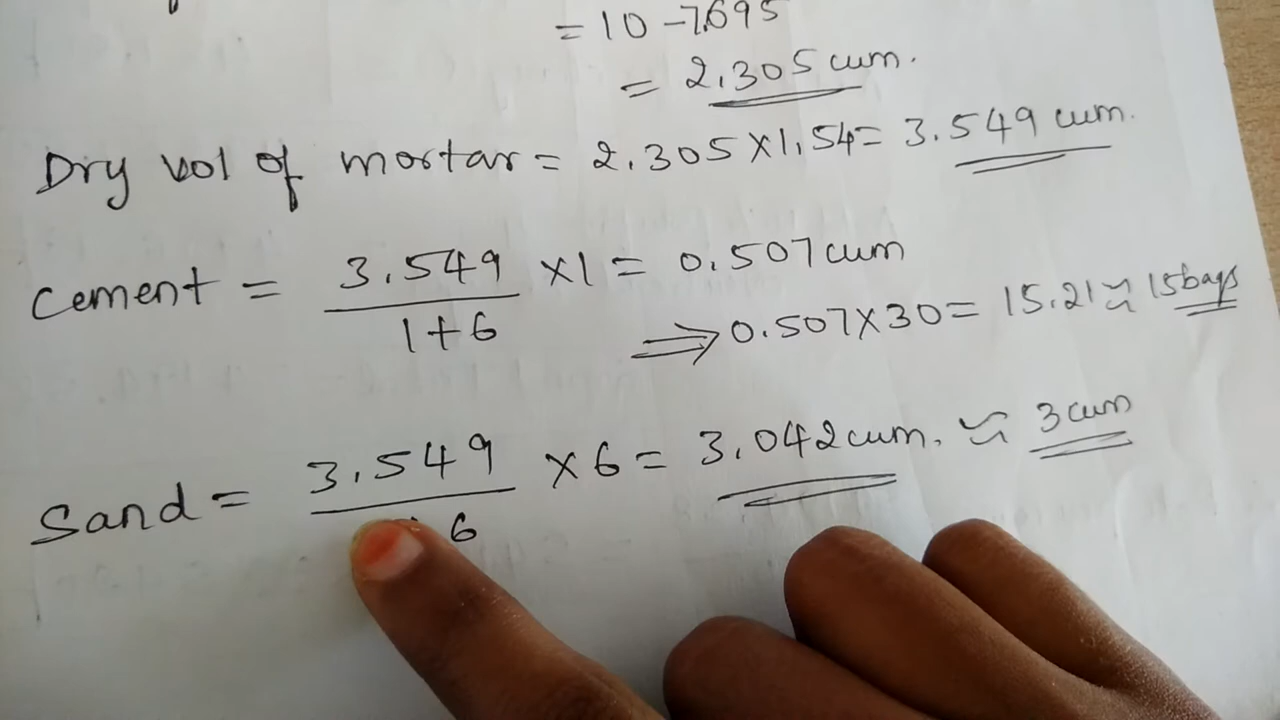 = 10 - 7.695
= 2.305 cum.
Dry vol of mortar = 2.305 X 1.54 = 3.549 cum.
Cement = 3.549 / 1+6 X 1 = 0.507 cum
⇒ 0.507 X 30 = 15.21 ≈ 15 bags
Sand = 3.549 / 6 X 6 = 3.042 cum. ≈ 3 cum